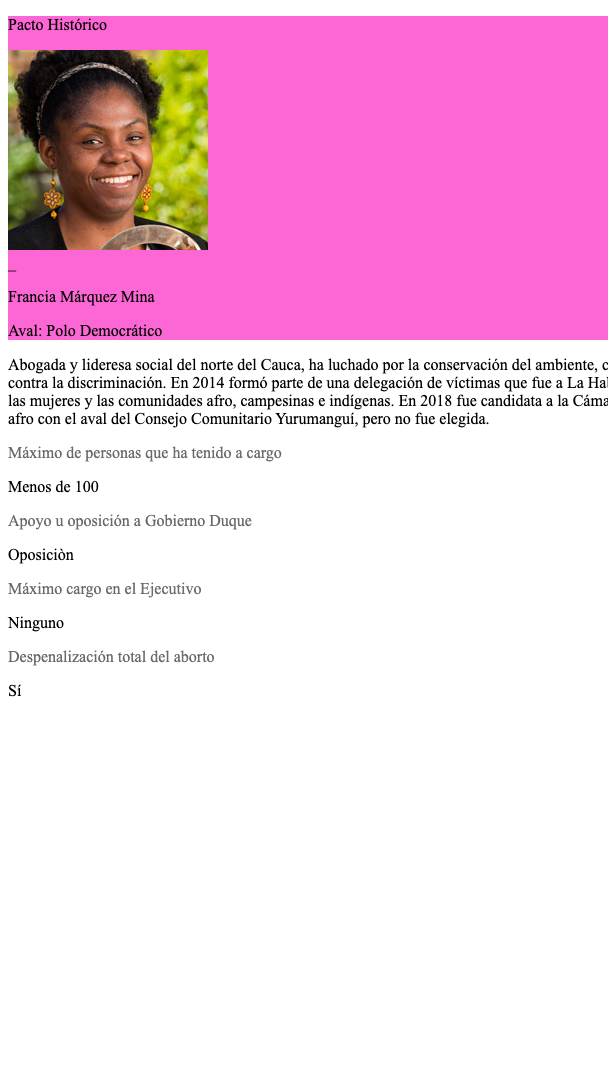 Pacto Histórico
_
Francia Márquez Mina
Aval: Polo Democrático
Abogada y lideresa social del norte del Cauca, ha luchado por la conservación del ambiente, c
contra la discriminación. En 2014 formó parte de una delegación de víctimas que fue a La Hab
las mujeres y las comunidades afro, campesinas e indígenas. En 2018 fue candidata a la Cáma
afro con el aval del Consejo Comunitario Yurumanguí, pero no fue elegida.
Máximo de personas que ha tenido a cargo
Menos de 100
Apoyo u oposición a Gobierno Duque
Oposiciòn
Máximo cargo en el Ejecutivo
Ninguno
Despenalización total del aborto
Sí